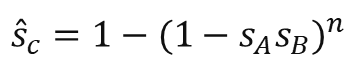 ŝ_c = 1 − (1 − s_A s_B)^n